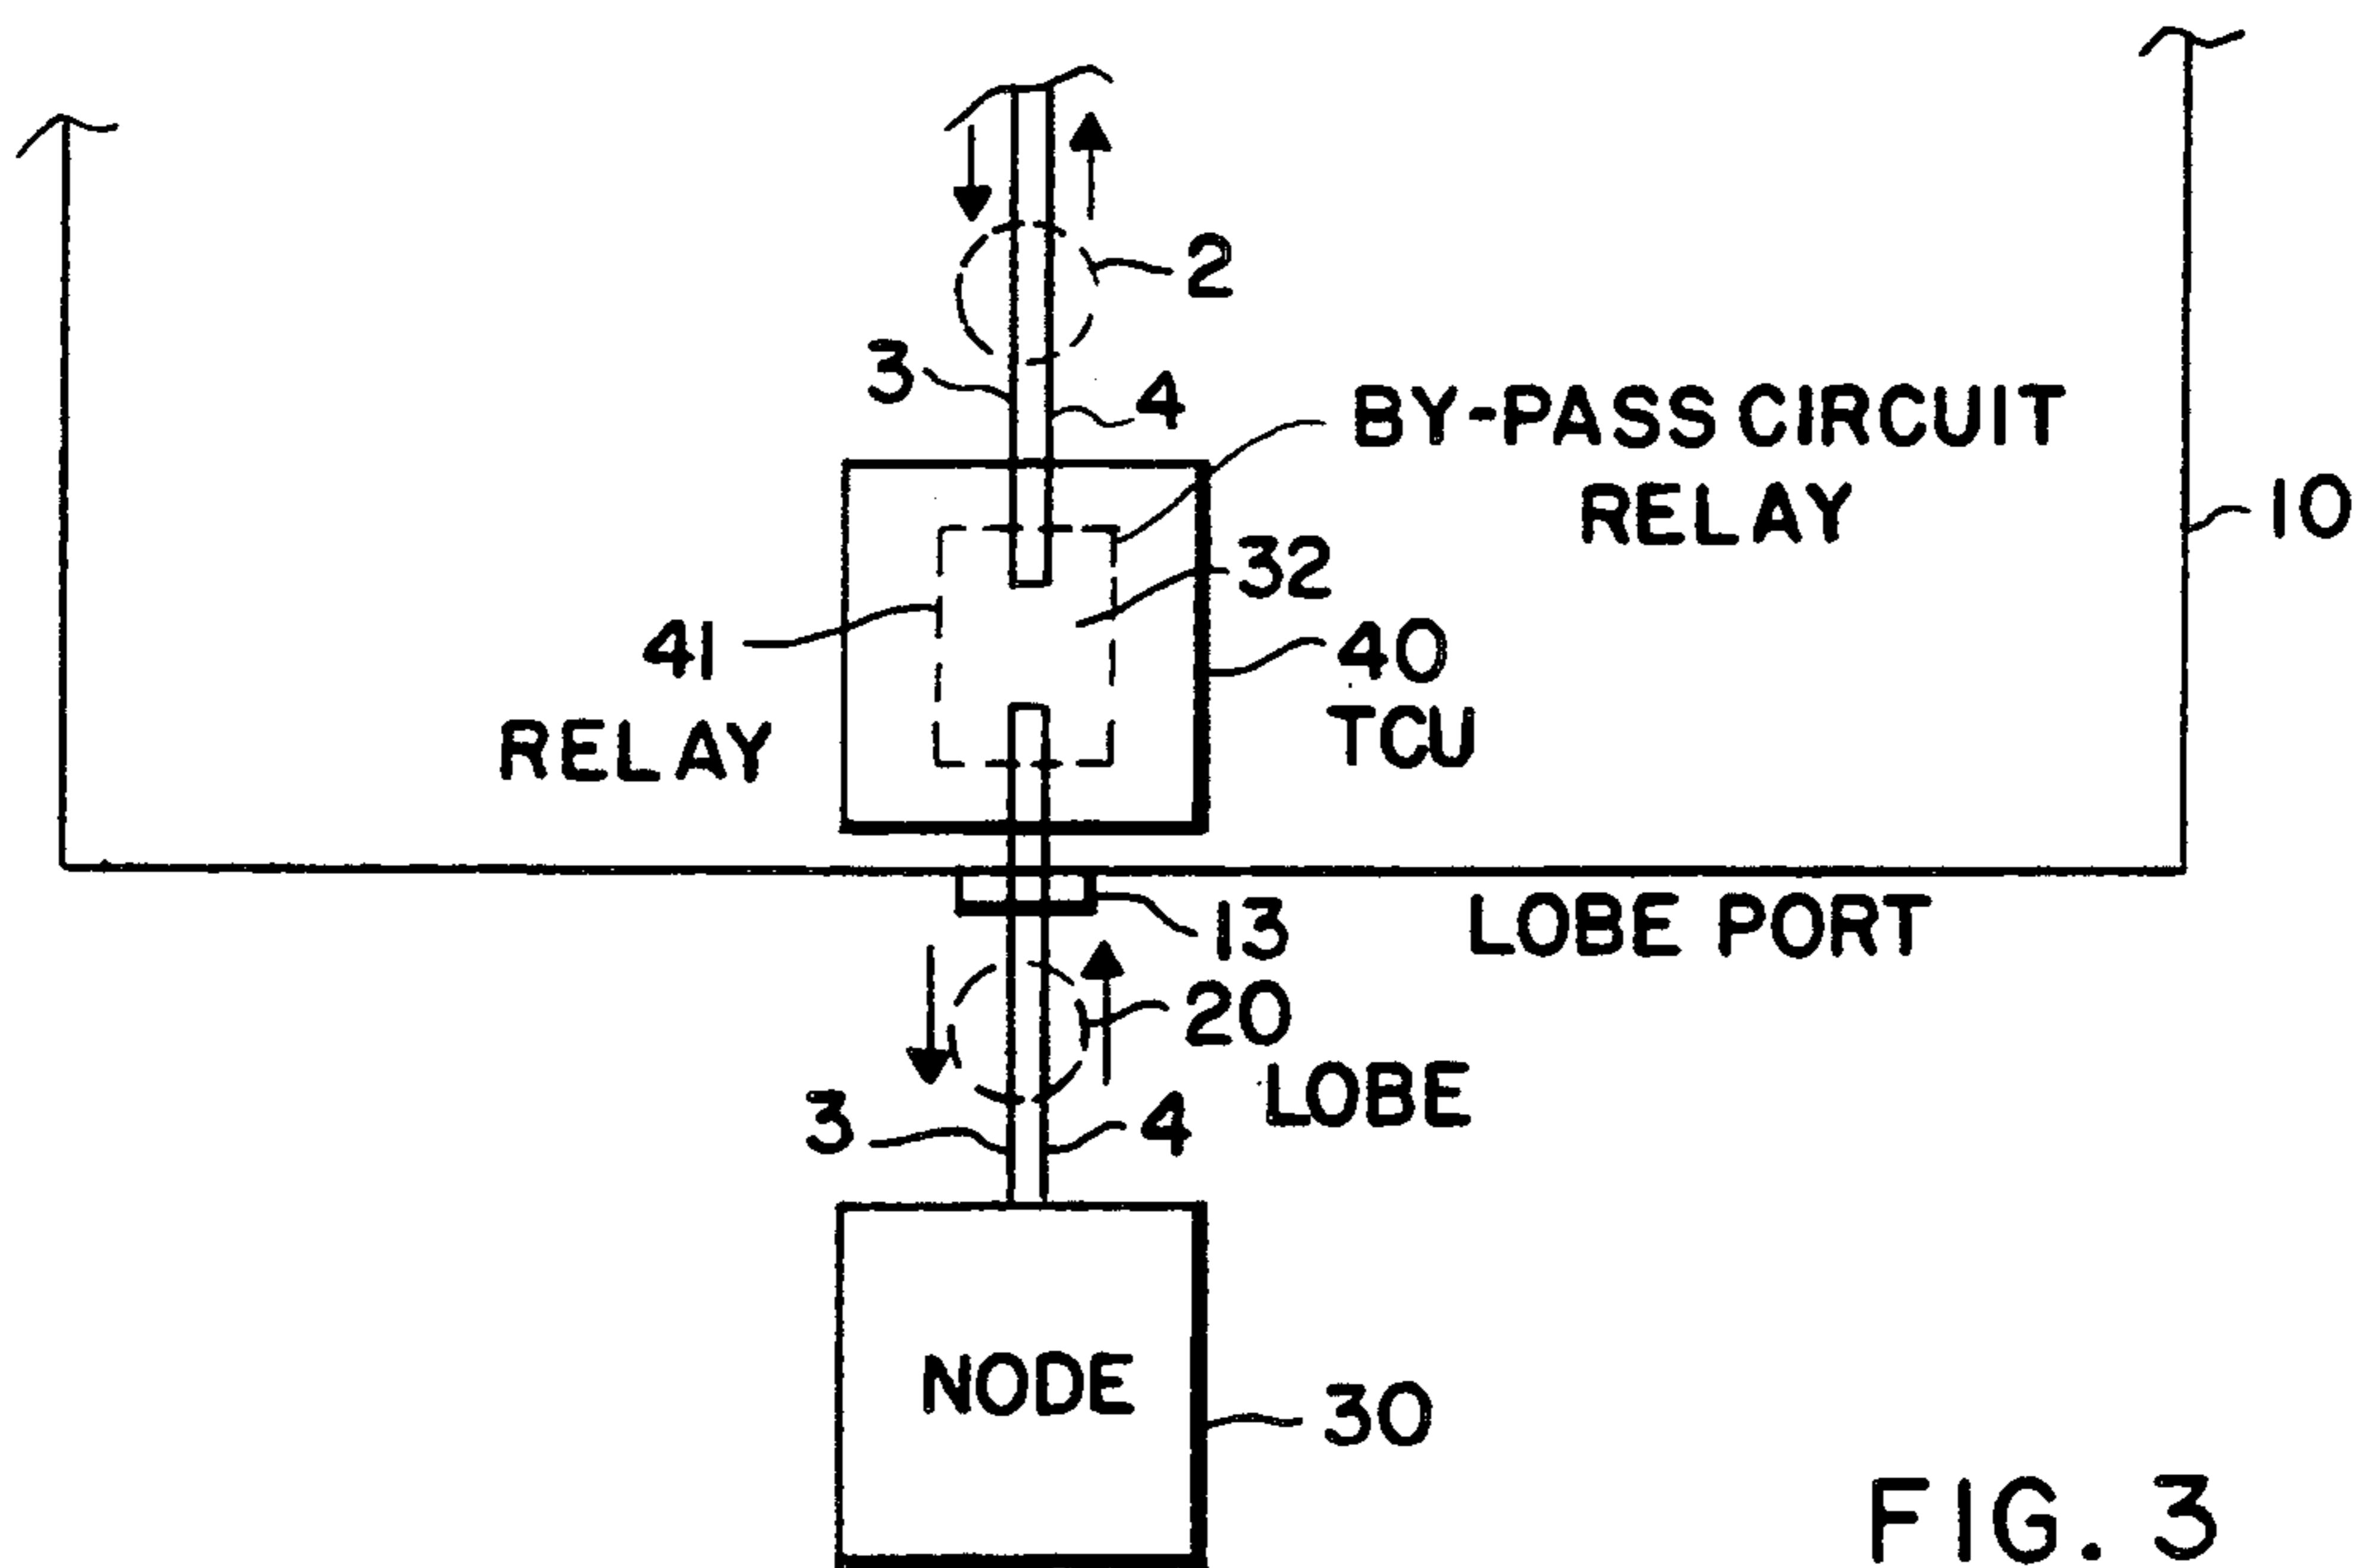 2
3
4
BY-PASS CIRCUIT
RELAY
10
32
41
RELAY
40
TCU
13
LOBE PORT
20
LOBE
3
4
NODE
30
FIG. 3